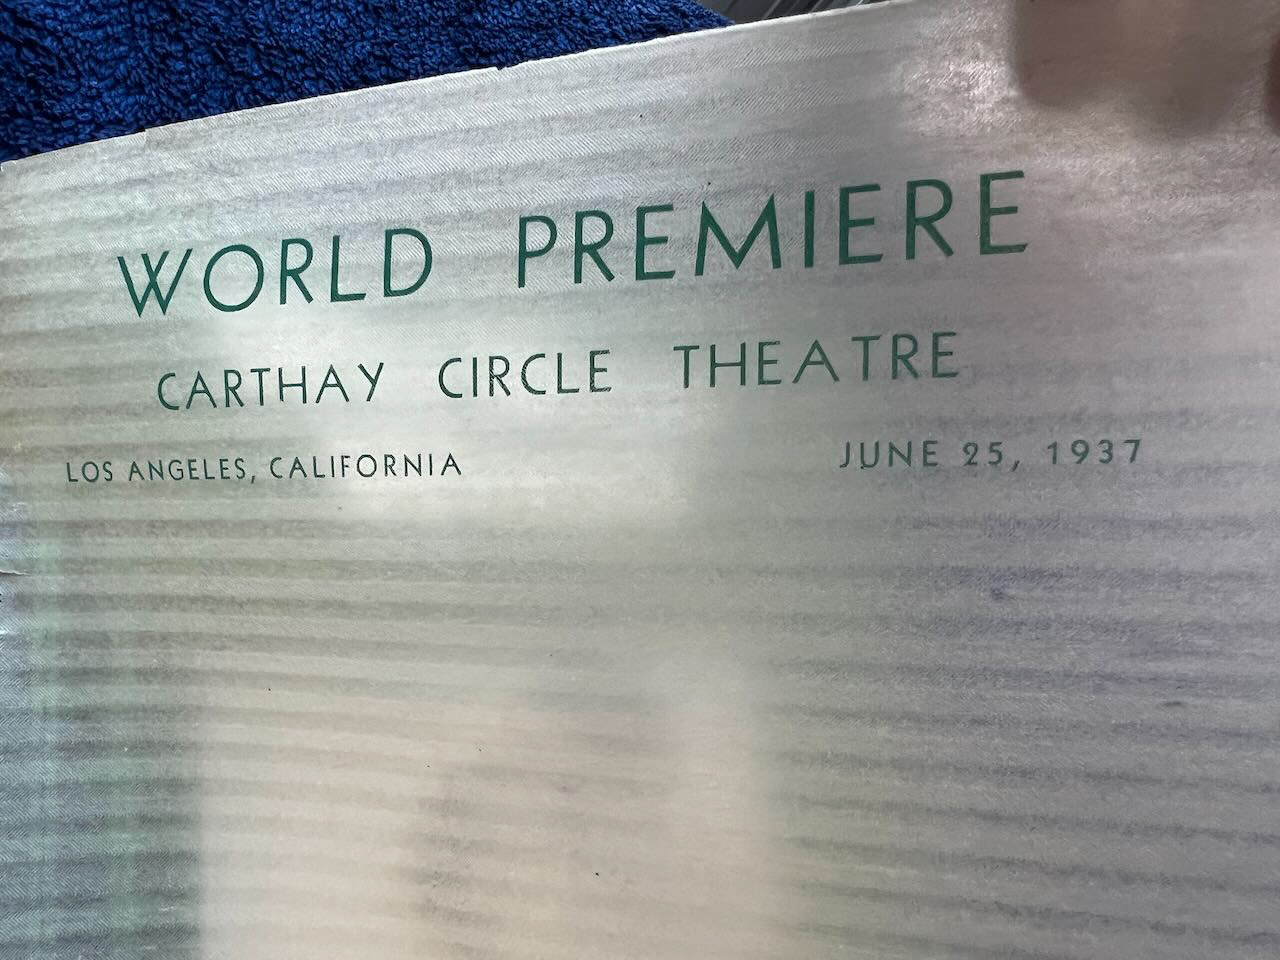 WORLD PREMIERE
CARTHAY CIRCLE THEATRE
LOS ANGELES, CALIFORNIA JUNE 25, 1937